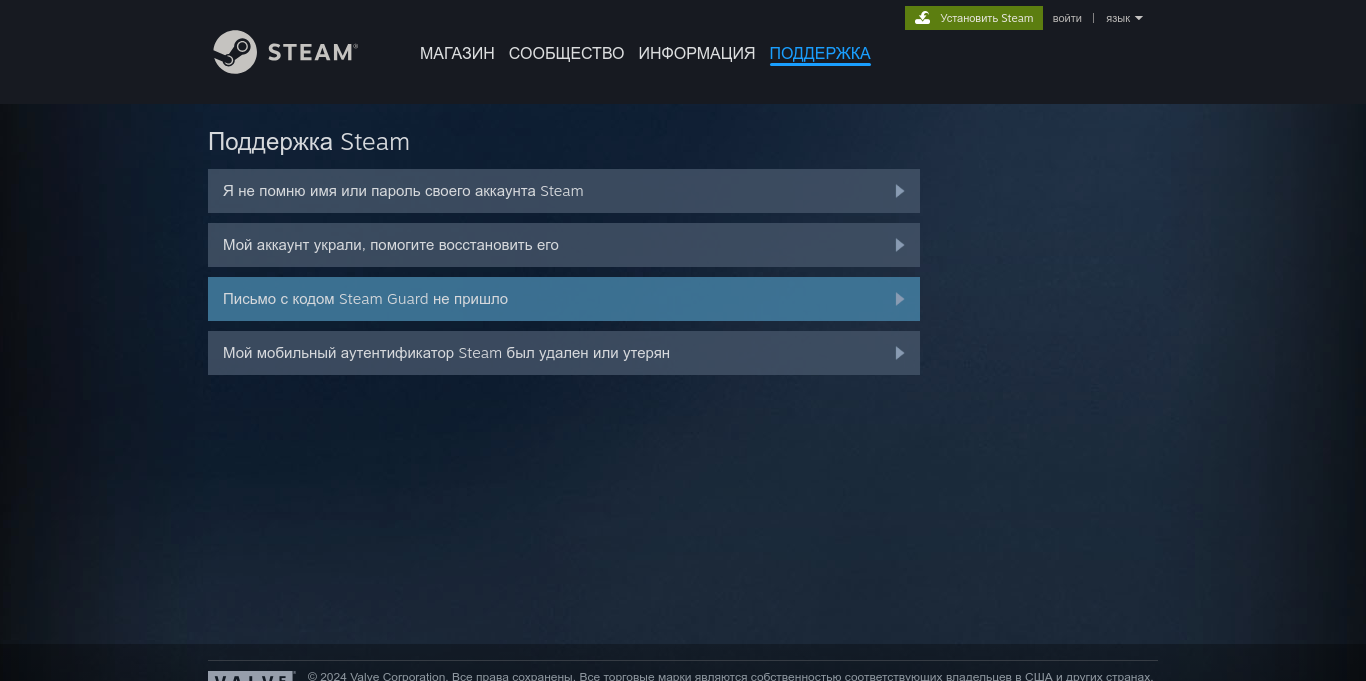 Установить Steam
войти | язык
STEAM®
МАГАЗИН СООБЩЕСТВО ИНФОРМАЦИЯ ПОДДЕРЖКА
Поддержка Steam
Я не помню имя или пароль своего аккаунта Steam
Мой аккаунт украли, помогите восстановить его
Письмо с кодом Steam Guard не пришло
Мой мобильный аутентификатор Steam был удален или утерян
VALVE
© 2024 Valve Corporation. Все права сохранены. Все торговые марки являются собственностью соответствующих владельцев в США и других странах.